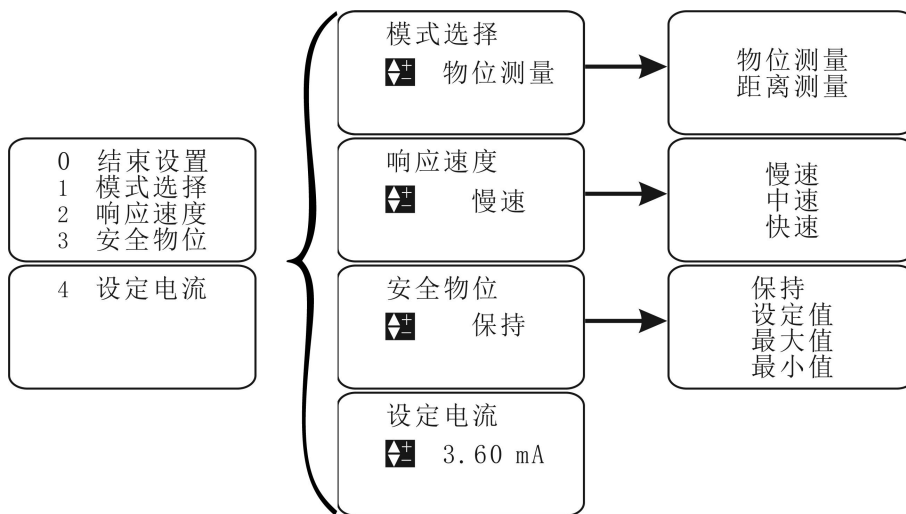 0 结束设置
1 模式选择
2 响应速度
3 安全物位
4 设定电流
模式选择
物位测量
物位测量
距离测量
响应速度
慢速
慢速
中速
快速
安全物位
保持
保持
设定值
最大值
最小值
设定电流
3.60 mA